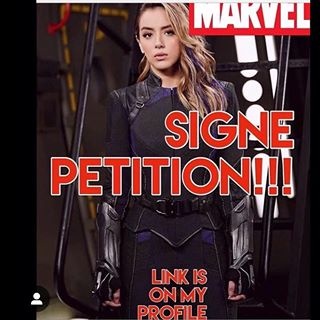 MARVEL
SIGNE
PETITION!!!
LINK IS
ON MY
PROFILE